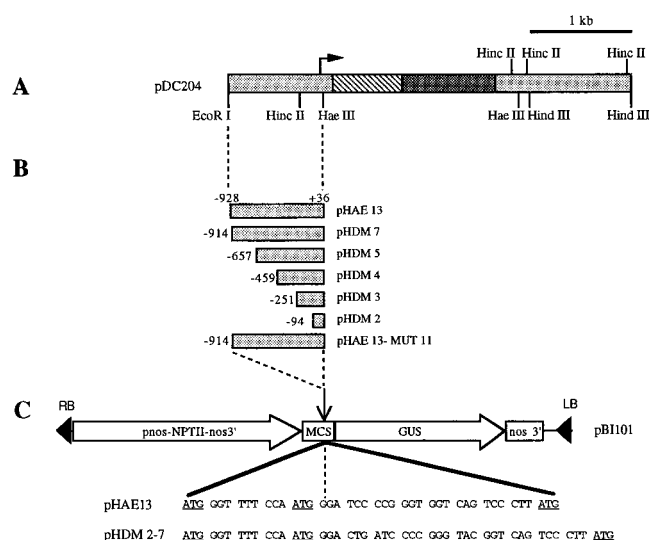 1 kb
Hinc II Hinc II Hinc II
A
pDC204
EcoR I Hinc II Hae III Hae III Hind III Hind III
B
-928 +36
pHAE 13
-914 pHDM 7
-657 pHDM 5
-459 pHDM 4
-251 pHDM 3
-94 pHDM 2
-914 pHAE 13- MUT 11
C
RB LB
pnos-NPTII-nos3' MCS GUS nos 3' pBI101
pHAE13 ATG GGT TTT CCA ATG GGA TCC CCG GGT GGT CAG TCC CTT ATG
pHDM 2-7 ATG GGT TTT CCA ATG GGACTGA TCC CC GGG TAC GGT CAG TCC CTT ATG